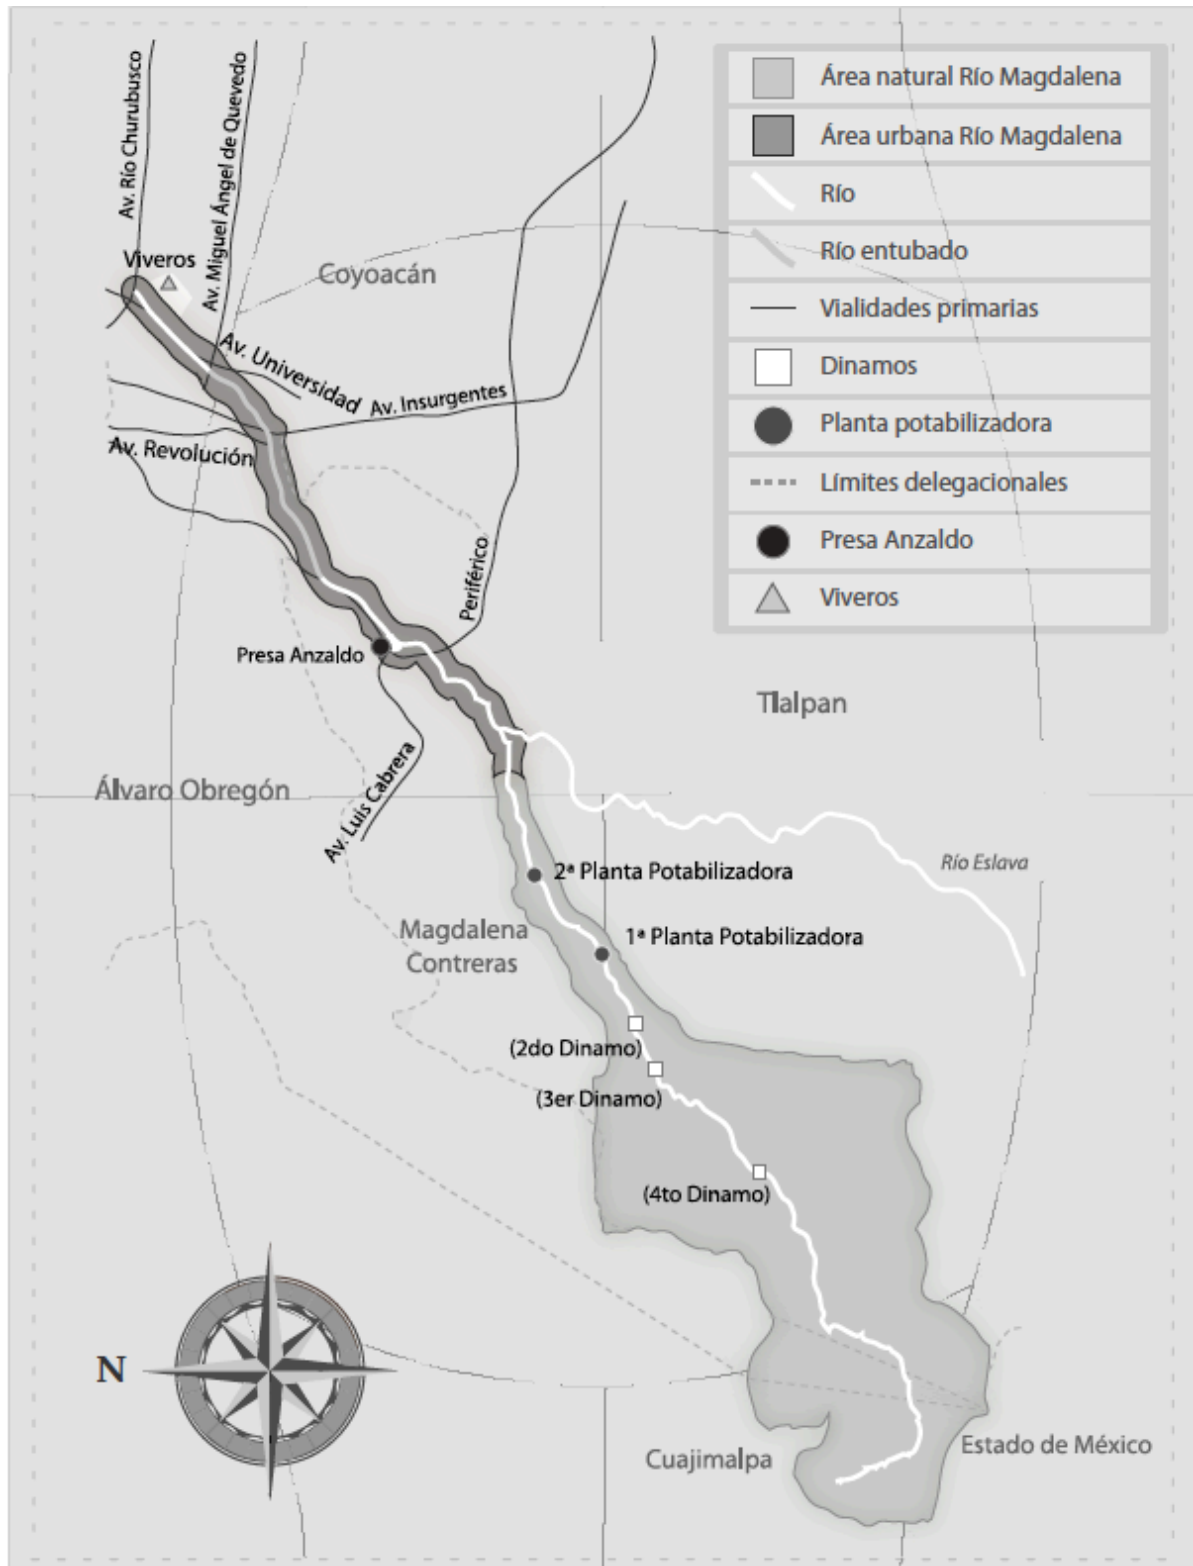 Área natural Río Magdalena
Área urbana Río Magdalena
Río
Río entubado
Vialidades primarias
Dinamos
Planta potabilizadora
Límites delegacionales
Presa Anzaldo
Viveros
Av. Río Churubusco
Av. Miguel Ángel de Quevedo
Viveros
Coyoacán
Av. Universidad
Av. Insurgentes
Av. Revolución
Periférico
Presa Anzaldo
Tlalpan
Álvaro Obregón
Av. Luis Cabrera
Río Eslava
2ª Planta Potabilizadora
Magdalena
Contreras
1ª Planta Potabilizadora
(2do Dinamo)
(3er Dinamo)
(4to Dinamo)
N
Cuajimalpa
Estado de México